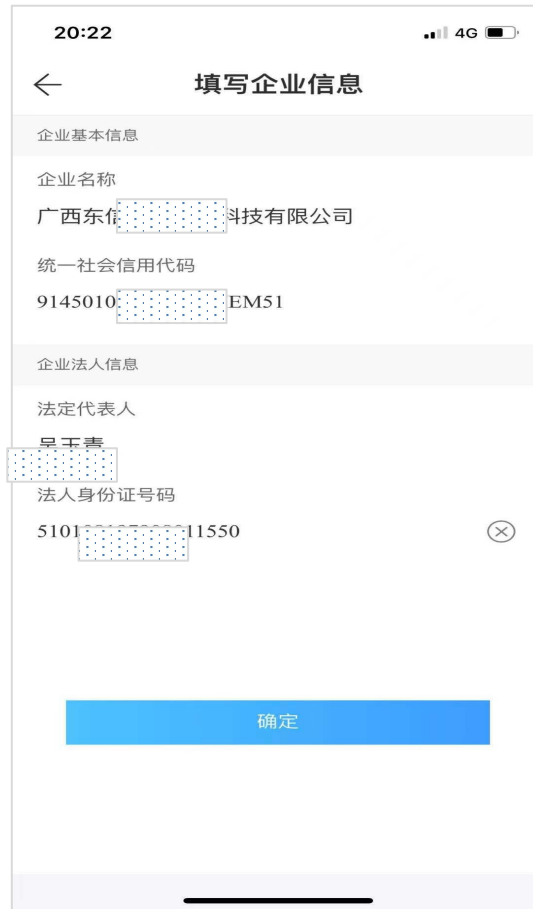 20:22
4G
填写企业信息
企业基本信息
企业名称
广西东信 科技有限公司
统一社会信用代码
9145010 EM51
企业法人信息
法定代表人
法人身份证号码
5101 11550
确定